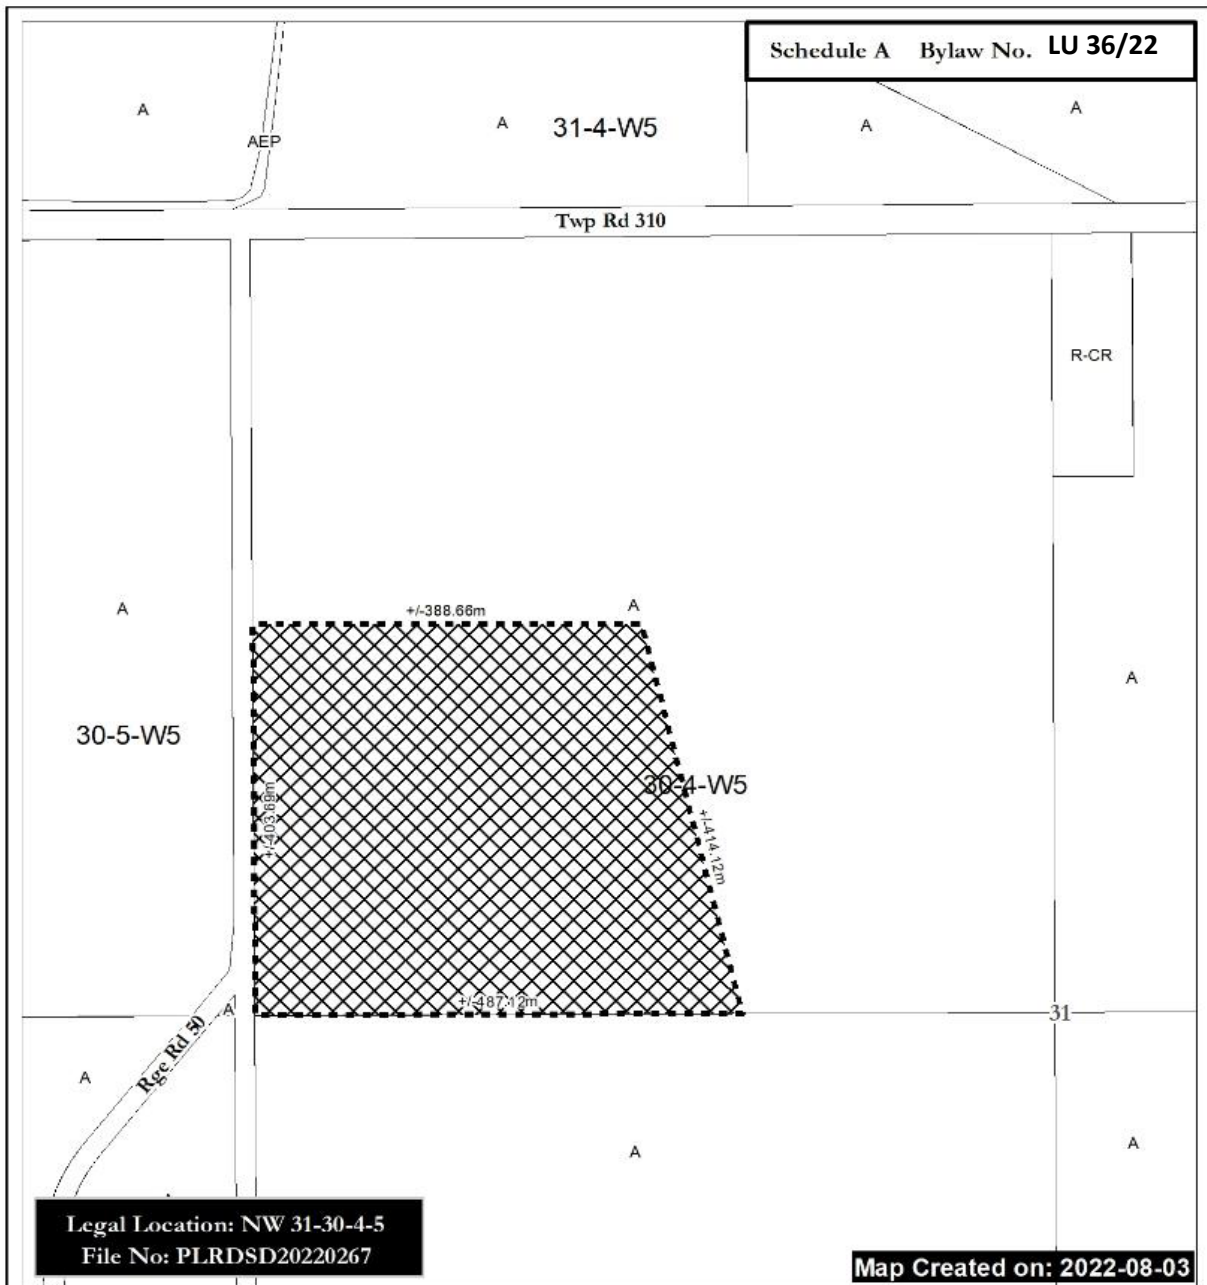 Schedule A Bylaw No. LU 36/22
A
A
AEP
A
31-4-W5
A
Twp Rd 310
R-CR
A
+/-388.66m
A
A
30-5-W5
30-4-W5
+/-403.69m
+/-414.12m
+/-487.12m
A
31
Rge Rd 50
A
A
A
Legal Location: NW 31-30-4-5
File No: PLRDSD20220267
Map Created on: 2022-08-03